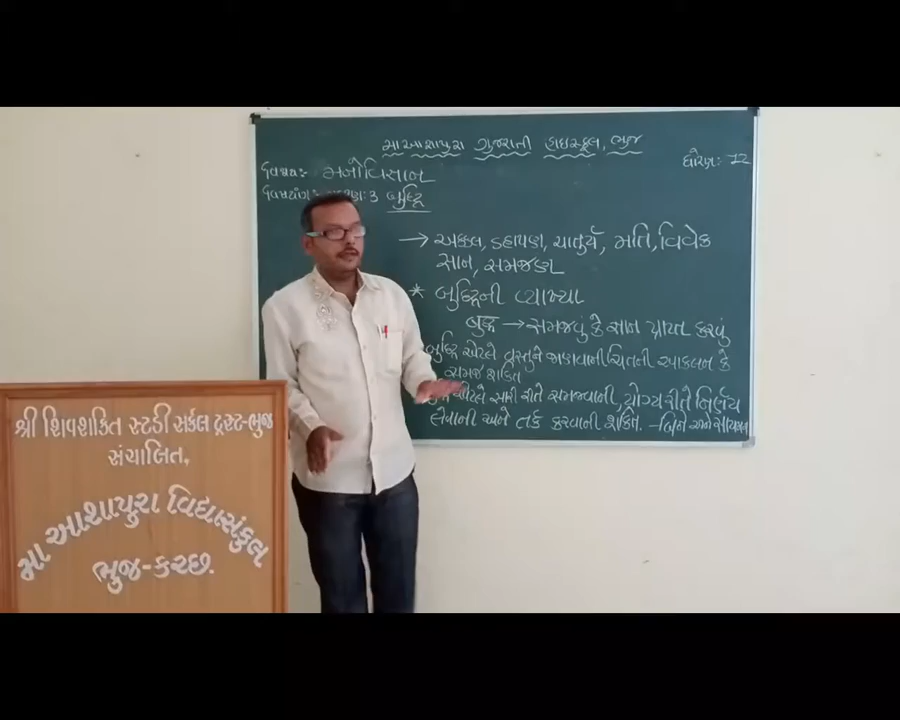 મા આશાપુરા ગુજરાતી હાઇસ્કૂલ, ભુજ
ધોરણ:- 12
વિષય:- મનોવિજ્ઞાન
વિષયાંગ:- : 3 બુદ્ધિ
→ અક્કલ, ડહાપણ, ચાતુર્ય, મતિ, વિવેક
જ્ઞાન, સમજણ
* બુદ્ધિની વ્યાખ્યા
બુદ્ધ → સમજવું કે જ્ઞાન પ્રાપ્ત કરવું
બુદ્ધિ એટલે વસ્તુને જાણવાની ચિતની આકલન કે
સમજ શક્તિ
એટલે સારી રીતે સમજવાની, યોગ્ય રીતે નિર્ણય
લેવાની અને તર્ક કરવાની શક્તિ. -બિને અને સાયમન
શ્રી શિવશક્તિ સ્ટડી સર્કલ ટ્રસ્ટ-ભુજ
સંચાલિત,
મા આશાપુરા વિદ્યાસંકુલ
ભુજ-કચ્છ.